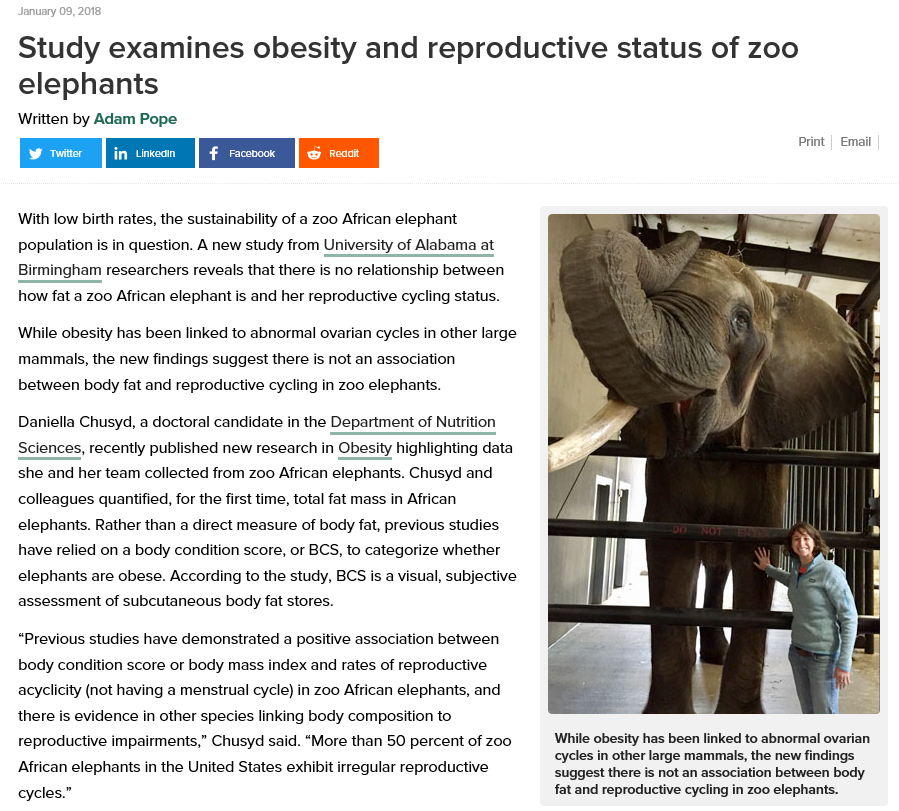 January 09, 2018
Study examines obesity and reproductive status of zoo
elephants
Written by Adam Pope
Twitter
LinkedIn
Facebook
Reddit
Print
Email
With low birth rates, the sustainability of a zoo African elephant
population is in question. A new study from University of Alabama at
Birmingham researchers reveals that there is no relationship between
how fat a zoo African elephant is and her reproductive cycling status.
While obesity has been linked to abnormal ovarian cycles in other large
mammals, the new findings suggest there is not an association
between body fat and reproductive cycling in zoo elephants.
Daniella Chusyd, a doctoral candidate in the Department of Nutrition
Sciences, recently published new research in Obesity highlighting data
she and her team collected from zoo African elephants. Chusyd and
colleagues quantified, for the first time, total fat mass in African
elephants. Rather than a direct measure of body fat, previous studies
have relied on a body condition score, or BCS, to categorize whether
elephants are obese. According to the study, BCS is a visual, subjective
assessment of subcutaneous body fat stores.
“Previous studies have demonstrated a positive association between
body condition score or body mass index and rates of reproductive
acyclicity (not having a menstrual cycle) in zoo African elephants, and
there is evidence in other species linking body composition to
reproductive impairments,” Chusyd said. “More than 50 percent of zoo
African elephants in the United States exhibit irregular reproductive
cycles.”
DO NOT
While obesity has been linked to abnormal ovarian
cycles in other large mammals, the new findings
suggest there is not an association between body
fat and reproductive cycling in zoo elephants.